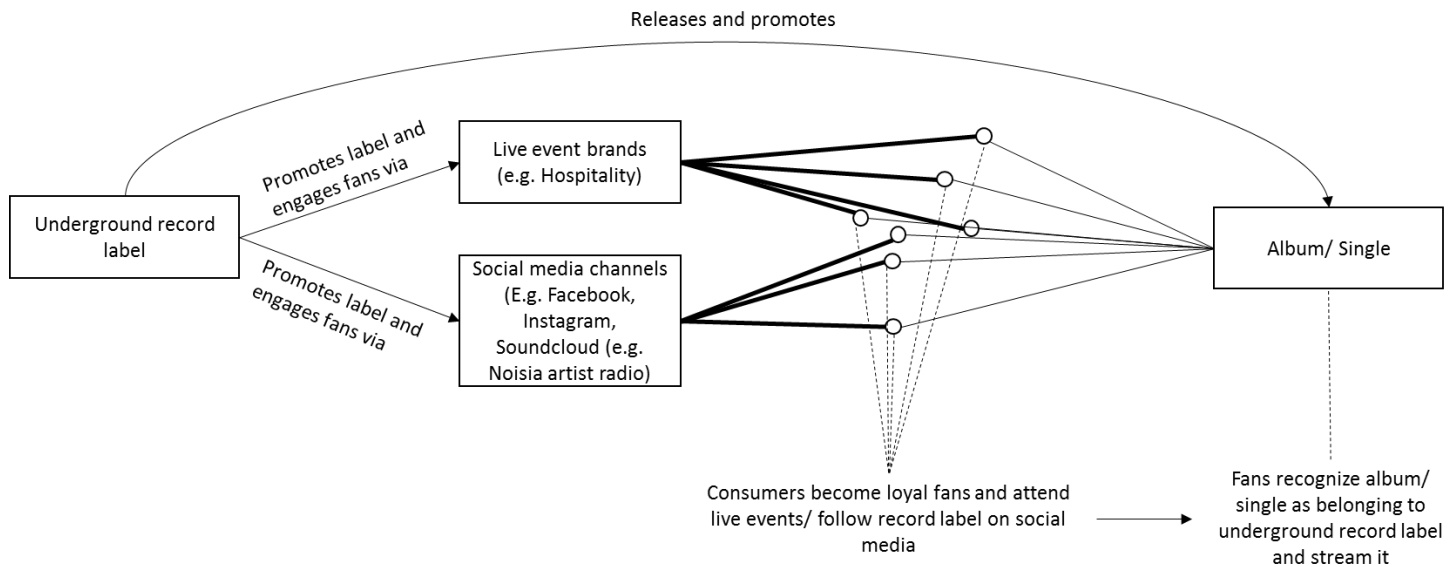 Releases and promotes
Promotes label and
engages fans via
Live event brands
(e.g. Hospitality)
Underground record
label
Album/ Single
Promotes label and
engages fans via
Social media channels
(E.g. Facebook,
Instagram,
Soundcloud (e.g.
Noisia artist radio)
Consumers become loyal fans and attend
live events/ follow record label on social
media
Fans recognize album/
single as belonging to
underground record label
and stream it